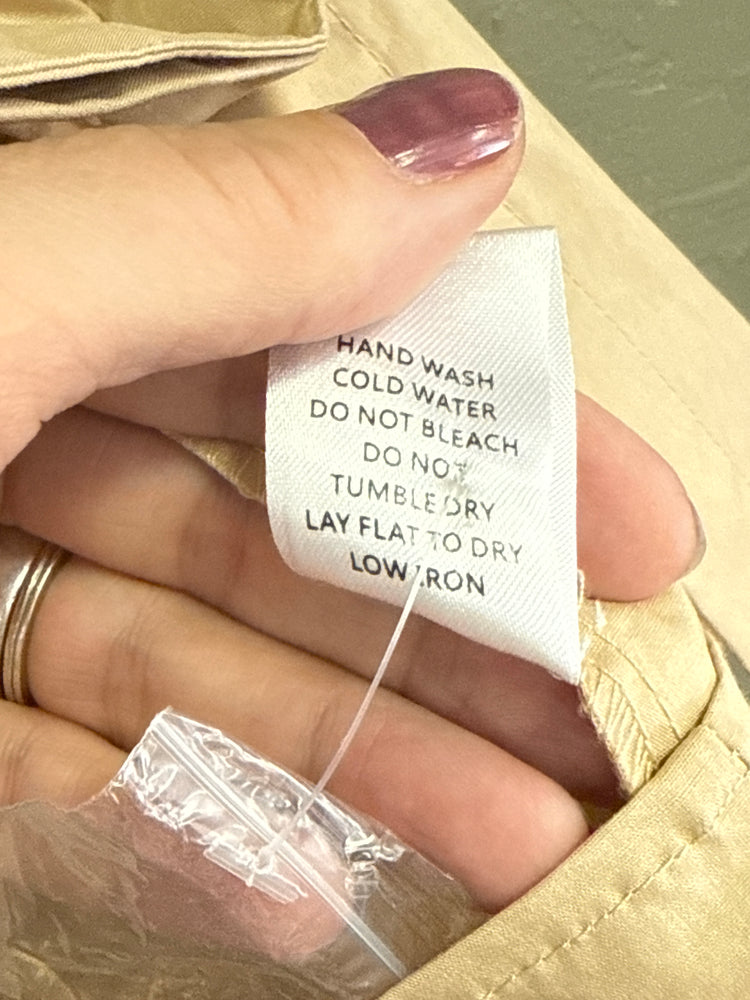 HAND WASH
COLD WATER
DO NOT BLEACH
DO NOT
TUMBLE DRY
LAY FLAT TO DRY
LOW IRON